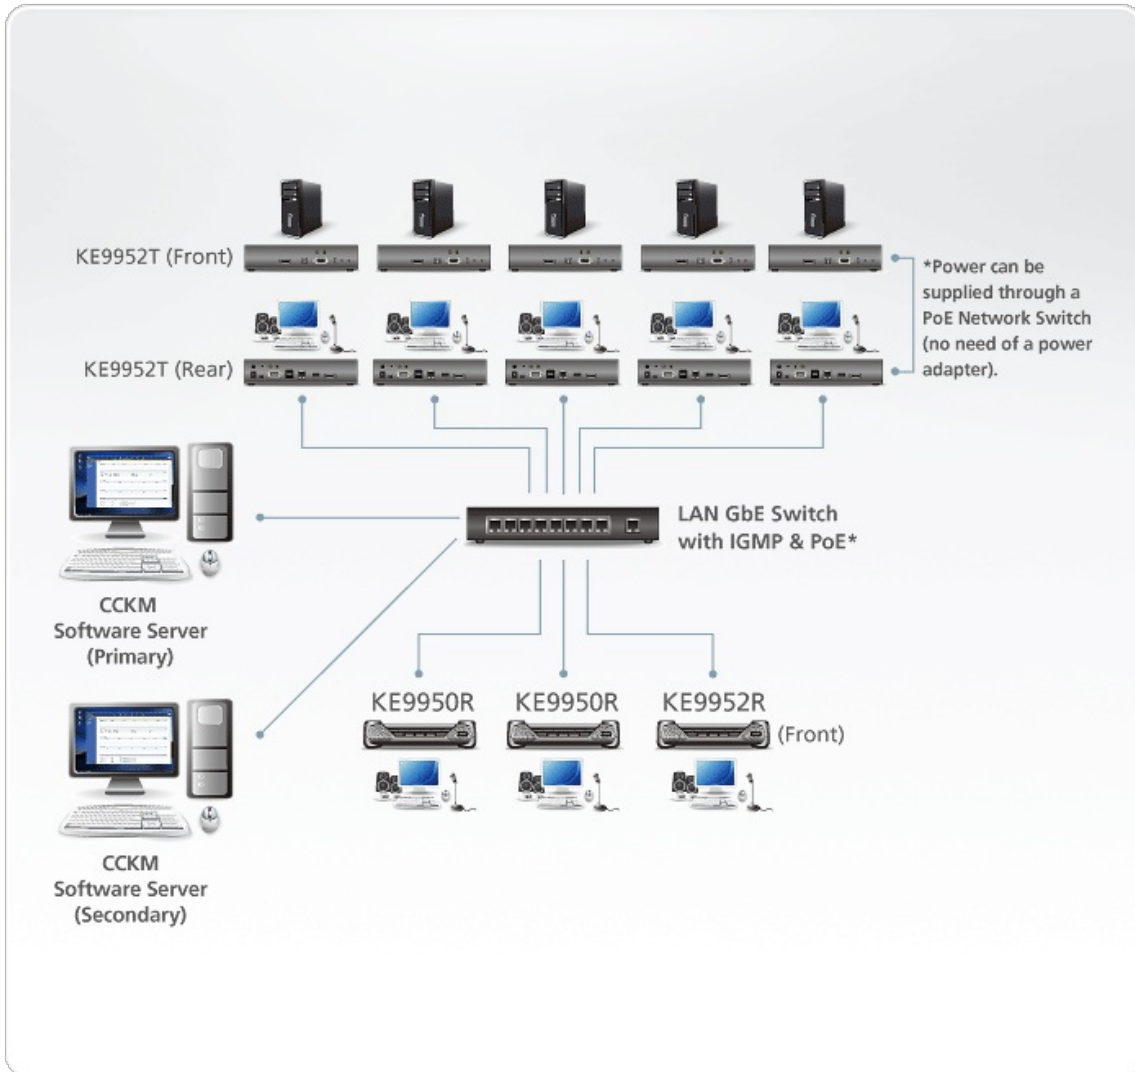 KE9952T (Front)
*Power can be
supplied through a
PoE Network Switch
(no need of a power
adapter).
KE9952T (Rear)
LAN GbE Switch
with IGMP & PoE*
CCKM
Software Server
(Primary)
KE9950R
KE9950R
KE9952R
(Front)
CCKM
Software Server
(Secondary)